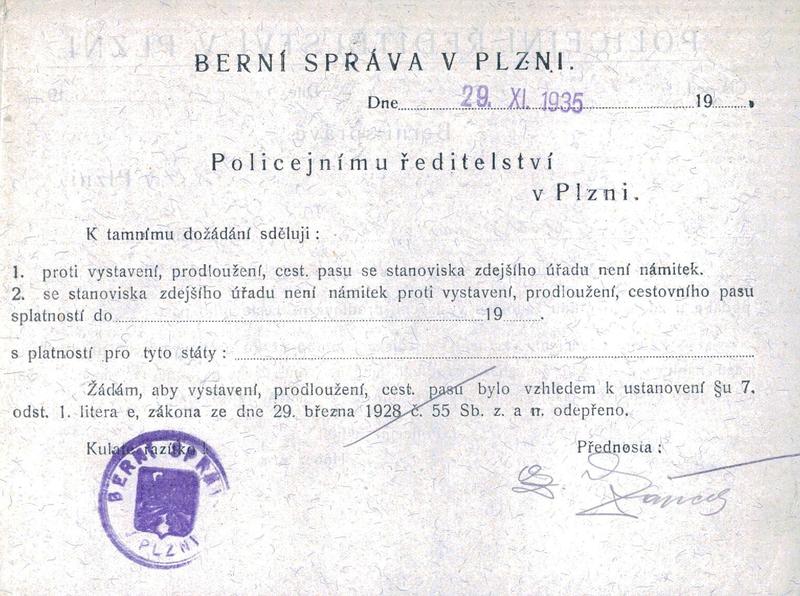 BERNÍ SPRÁVA V PLZNI.
Dne 29. XI. 1935 19 .
Policejnímu ředitelství
v Plzni.
K tamnímu dožádání sděluji :
1. proti vystavení, prodloužení, cest. pasu se stanoviska zdejšího úřadu není námitek.
2. se stanoviska zdejšího úřadu není námitek proti vystavení, prodloužení, cestovního pasu
splatností do 19 .
s platností pro tyto státy :
Žádám, aby vystavení, prodloužení, cest. pasu bylo vzhledem k ustanovení §u 7.
odst. 1. litera e, zákona ze dne 29. března 1928 č. 55 Sb. z. a n. odepřeno.
Kulaté razítko :
Přednosta :
BERNÍ SPRÁV
V PLZNI